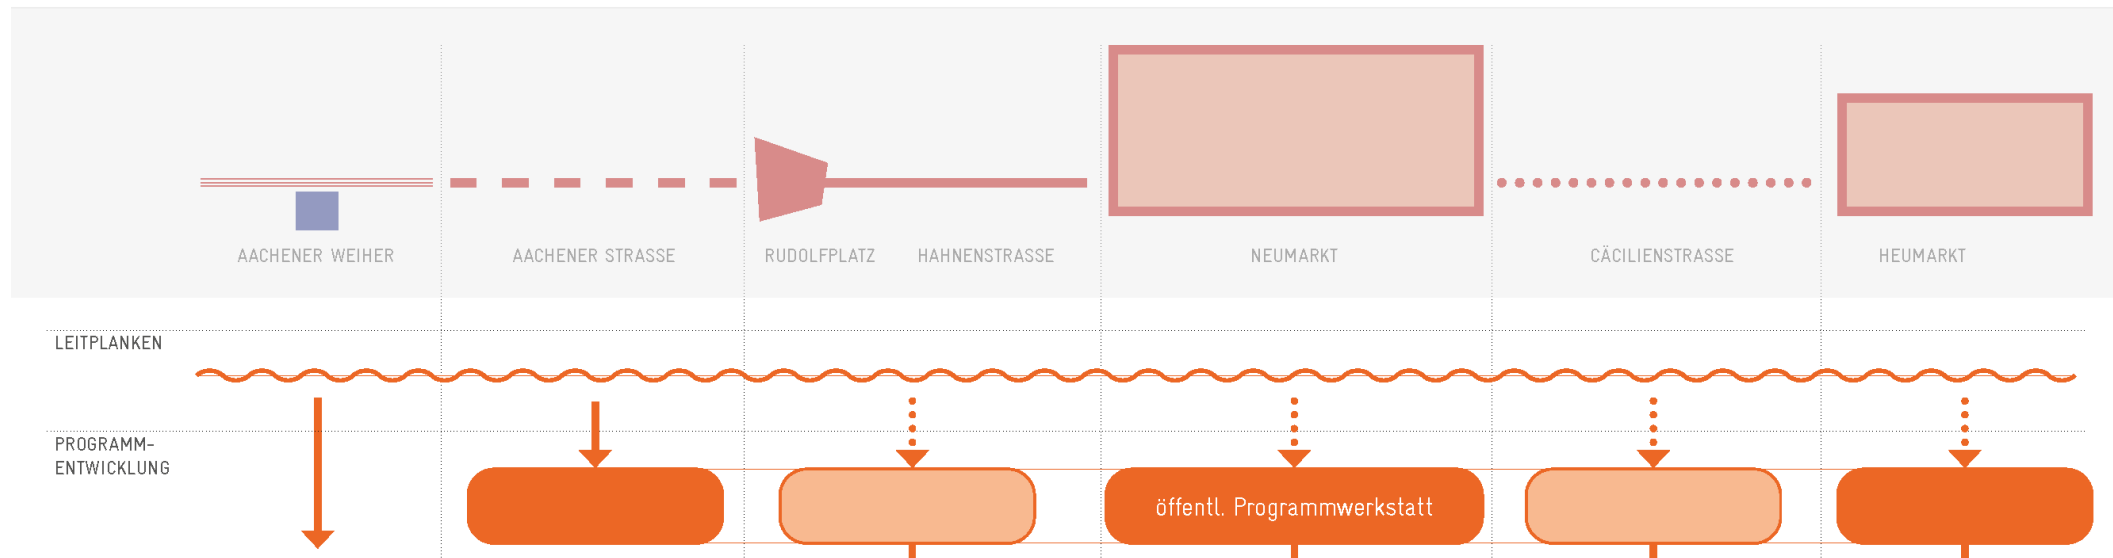 AACHENER WEIHER
AACHENER STRASSE
RUDOLFPLATZ
HAHNENSTRASSE
NEUMARKT
CÄCILIENSTRASSE
HEUMARKT
LEITPLANKEN
PROGRAMM-
ENTWICKLUNG
öffentl. Programmwerkstatt